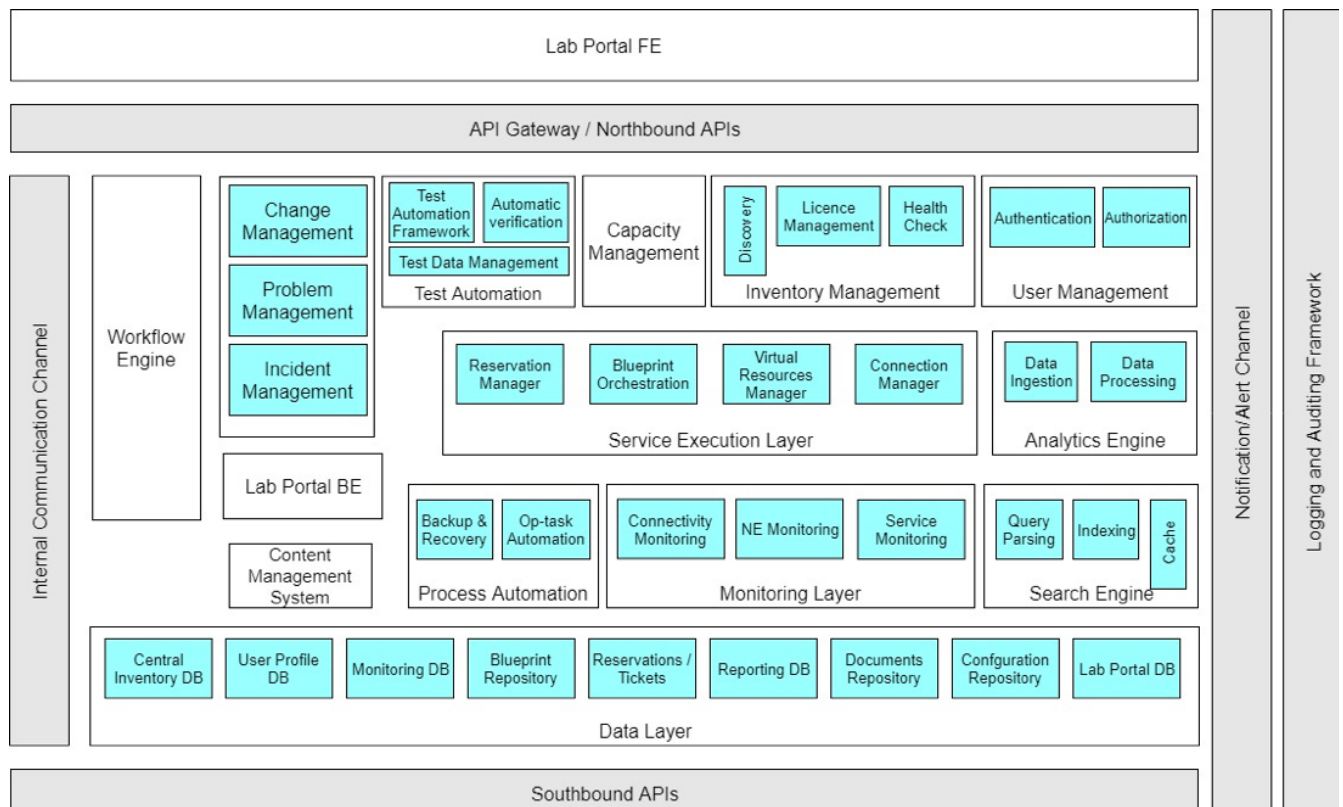 Lab Portal FE
API Gateway / Northbound APIs
Internal Communication Channel
Workflow
Engine
Change
Management
Problem
Management
Incident
Management
Test
Automation
Framework
Automatic
verification
Test Data Management
Test Automation
Capacity
Management
Discovery
Licence
Management
Health
Check
Inventory Management
Authentication
Authorization
User Management
Reservation
Manager
Blueprint
Orchestration
Virtual
Resources
Manager
Connection
Manager
Service Execution Layer
Data
Ingestion
Data
Processing
Analytics Engine
Lab Portal BE
Content
Management
System
Backup &
Recovery
Op-task
Automation
Process Automation
Connectivity
Monitoring
NE Monitoring
Service
Monitoring
Monitoring Layer
Query
Parsing
Indexing
Cache
Search Engine
Central
Inventory DB
User Profile
DB
Monitoring DB
Blueprint
Repository
Reservations /
Tickets
Reporting DB
Documents
Repository
Confguration
Repository
Lab Portal DB
Data Layer
Southbound APIs
Notification/Alert Channel
Logging and Auditing Framework